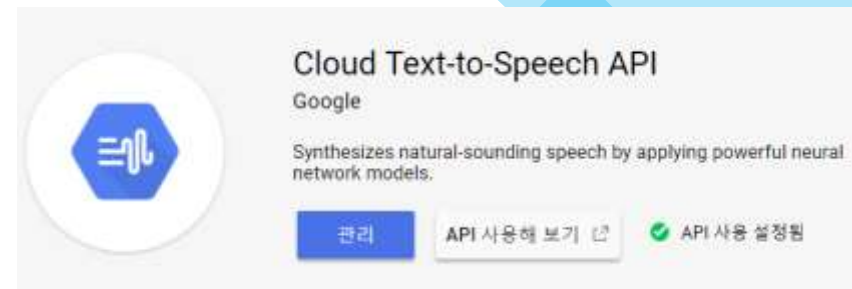 Cloud Text-to-Speech API
Google
Synthesizes natural-sounding speech by applying powerful neural
network models.
관리
API 사용해 보기
API 사용 설정됨